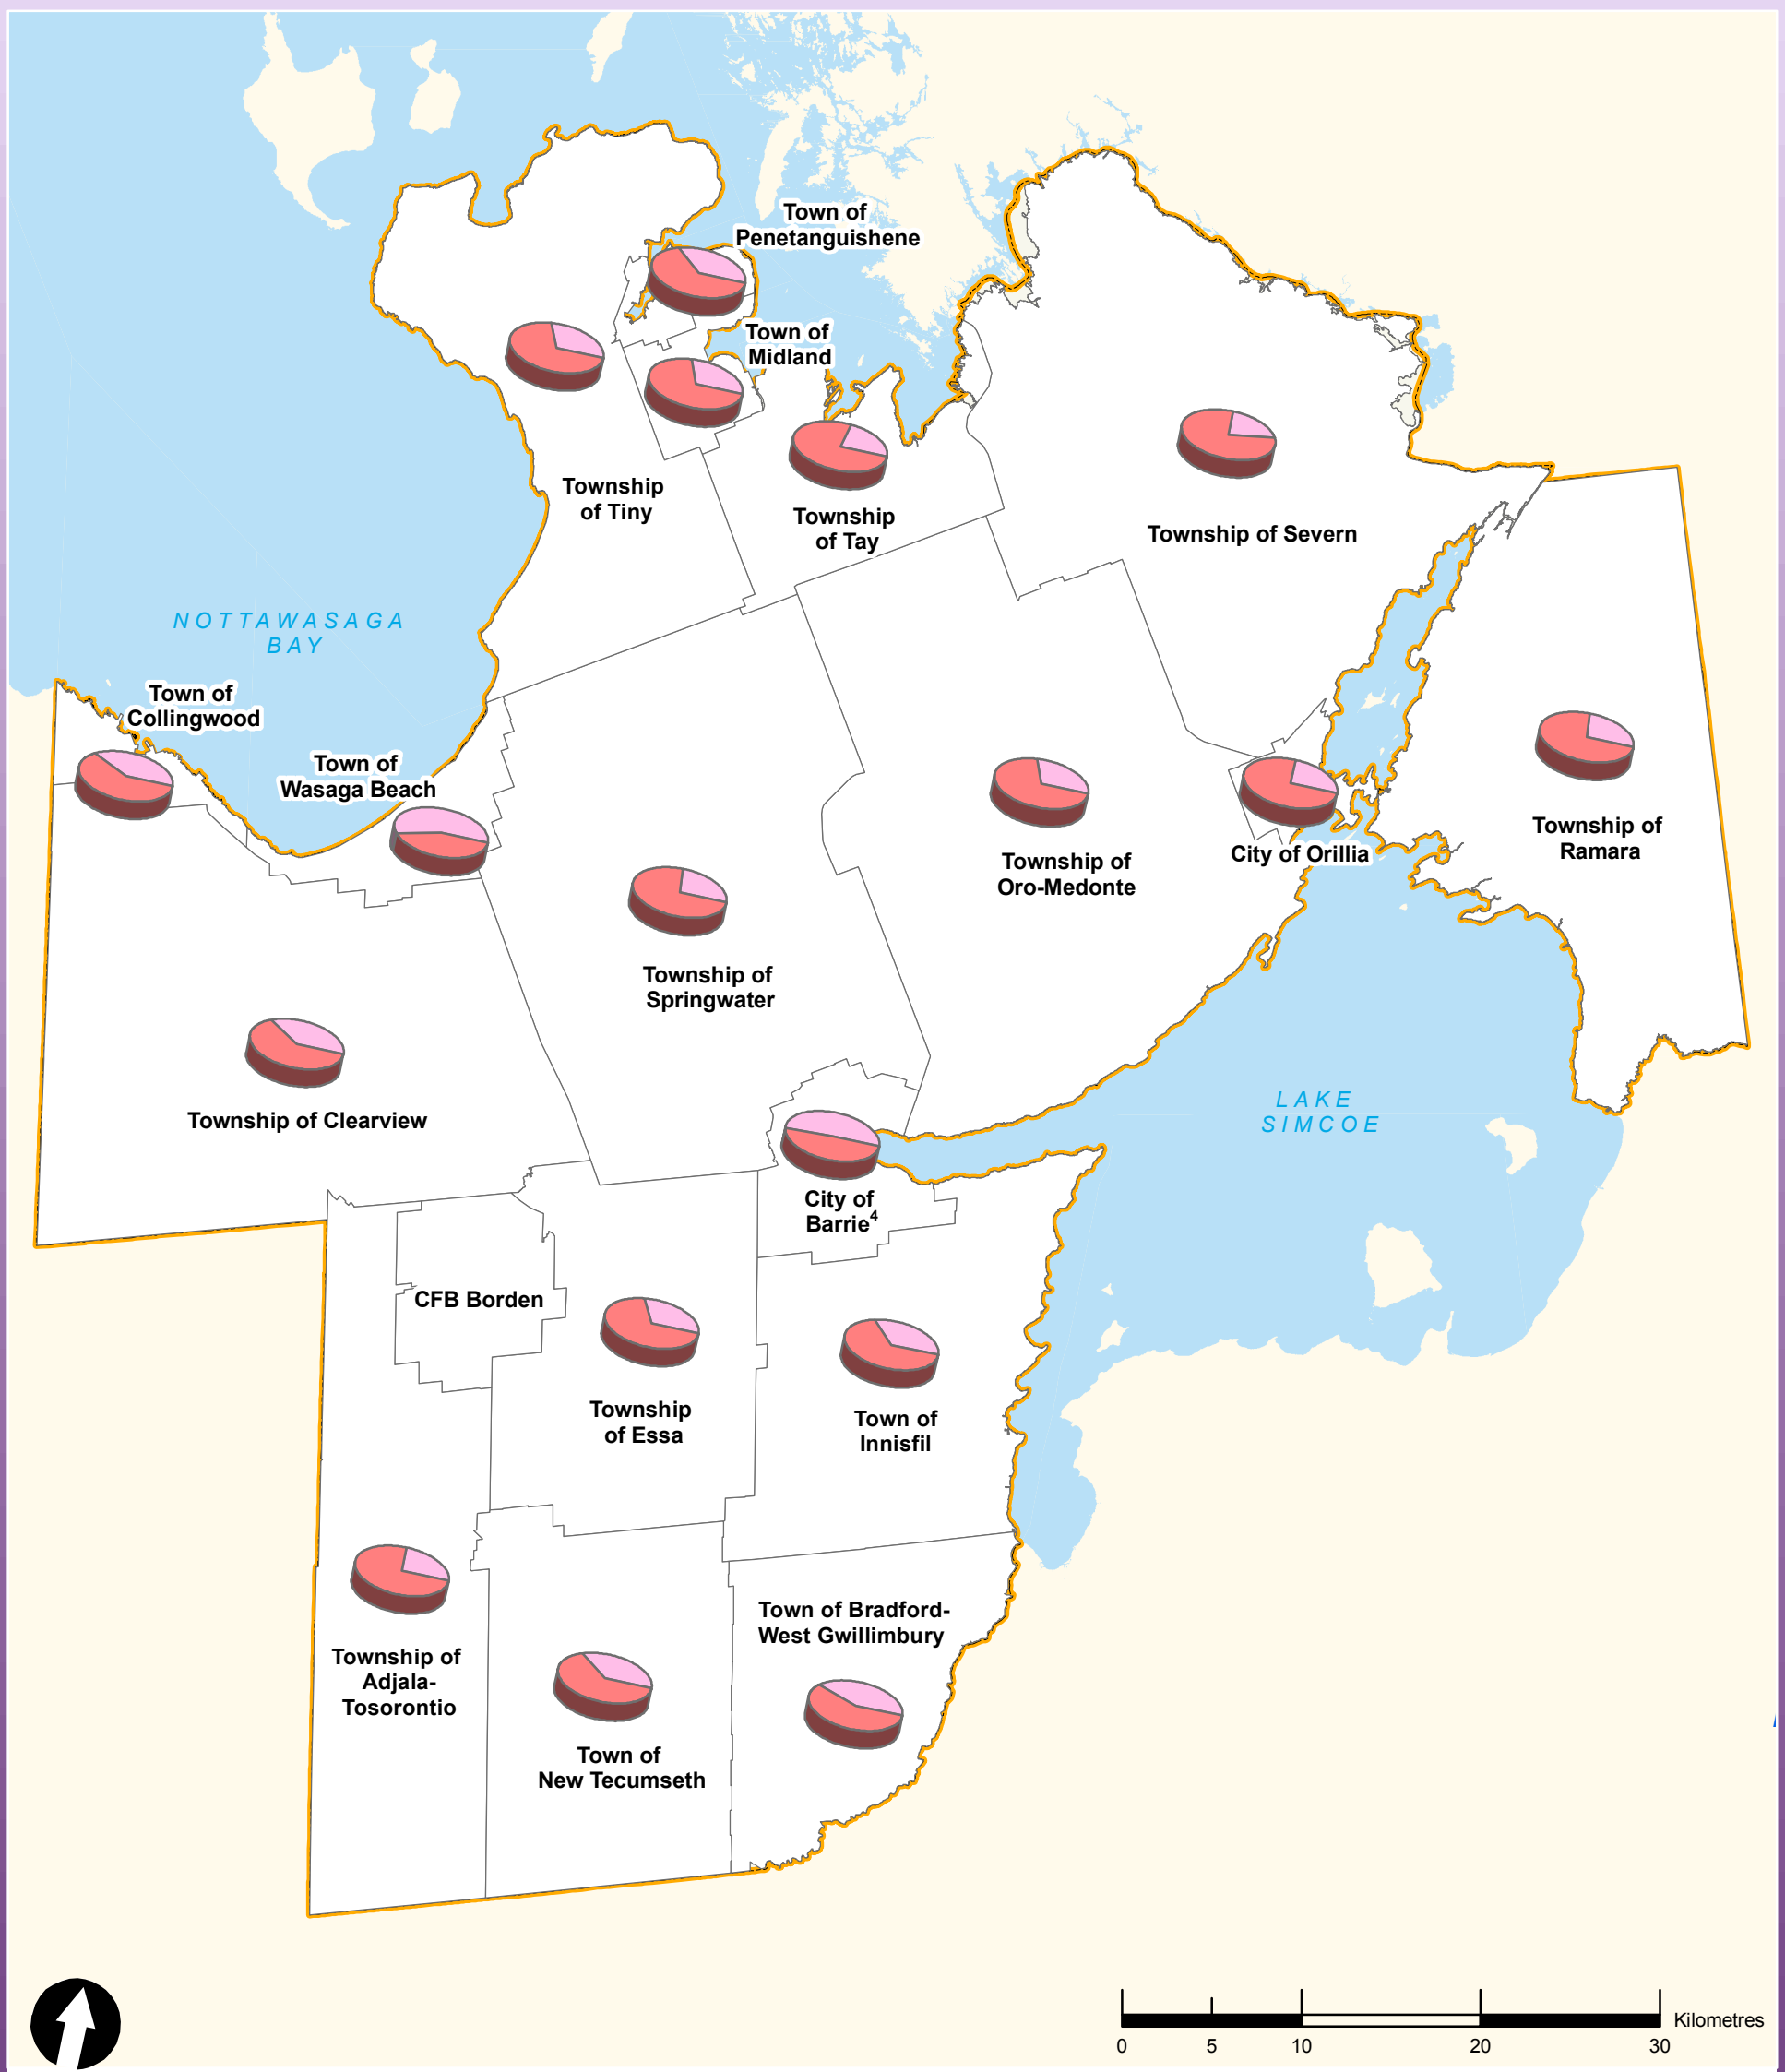 Town of
Penetanguishene
Town of
Midland
Township
of Tiny
Township
of Tay
Township of Severn
NOTTAWASAGA
BAY
Town of
Collingwood
Town of
Wasaga Beach
Township of
Springwater
Township of
Oro-Medonte
City of Orillia
Township of
Ramara
Township of Clearview
LAKE
SIMCOE
City of
Barrie⁴
CFB Borden
Township
of Essa
Town of
Innisfil
Township of
Adjala-
Tosorontio
Town of
New Tecumseth
Town of Bradford-
West Gwillimbury
Kilometres
0 5 10 20 30